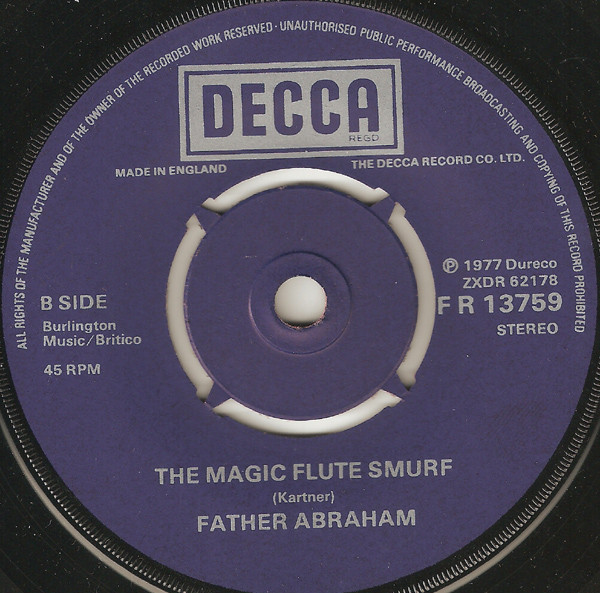 ALL RIGHTS OF THE MANUFACTURER AND OF THE OWNER OF THE RECORDED WORK RESERVED · UNAUTHORISED PUBLIC PERFORMANCE BROADCASTING AND COPYING OF THIS RECORD PROHIBITED
DECCA
REGD
MADE IN ENGLAND
THE DECCA RECORD CO. LTD.
℗ 1977 Dureco
ZXDR 62178
FR 13759
STEREO
B SIDE
Burlington
Music/Britico
45 RPM
THE MAGIC FLUTE SMURF
(Kartner)
FATHER ABRAHAM